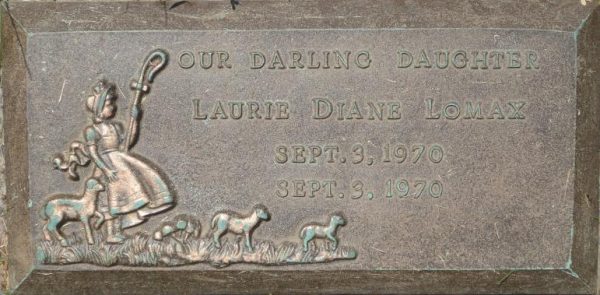 OUR DARLING DAUGHTER
LAURIE DIANE LOMAX
SEPT. 3, 1970
SEPT. 3, 1970